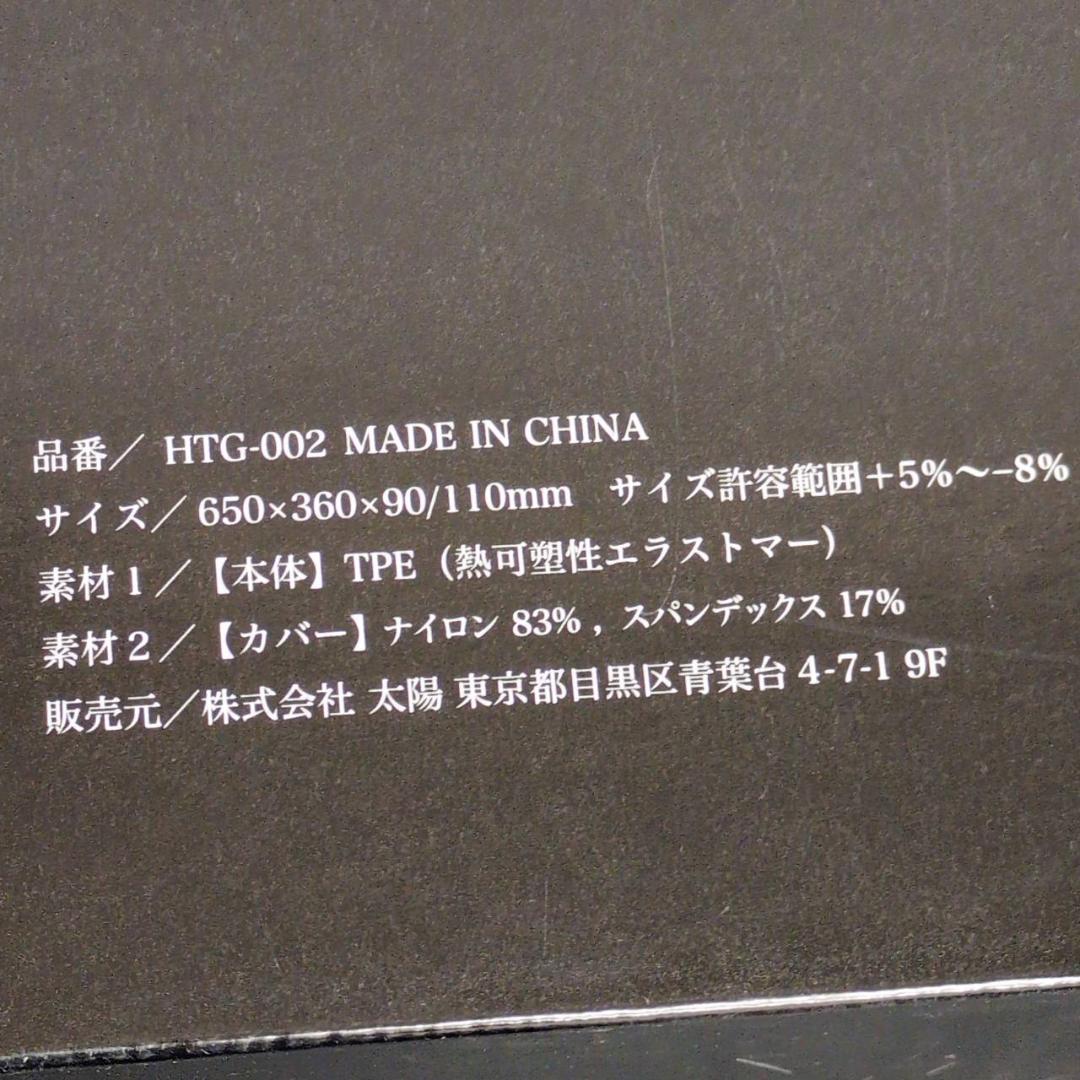 品番／ HTG-002 MADE IN CHINA
サイズ／650×360×90/110mm　サイズ許容範囲＋5%〜−8%
素材1／【本体】TPE（熱可塑性エラストマー）
素材2／【カバー】ナイロン 83% , スパンデックス 17%
販売元／株式会社 太陽 東京都目黒区青葉台 4-7-1 9F